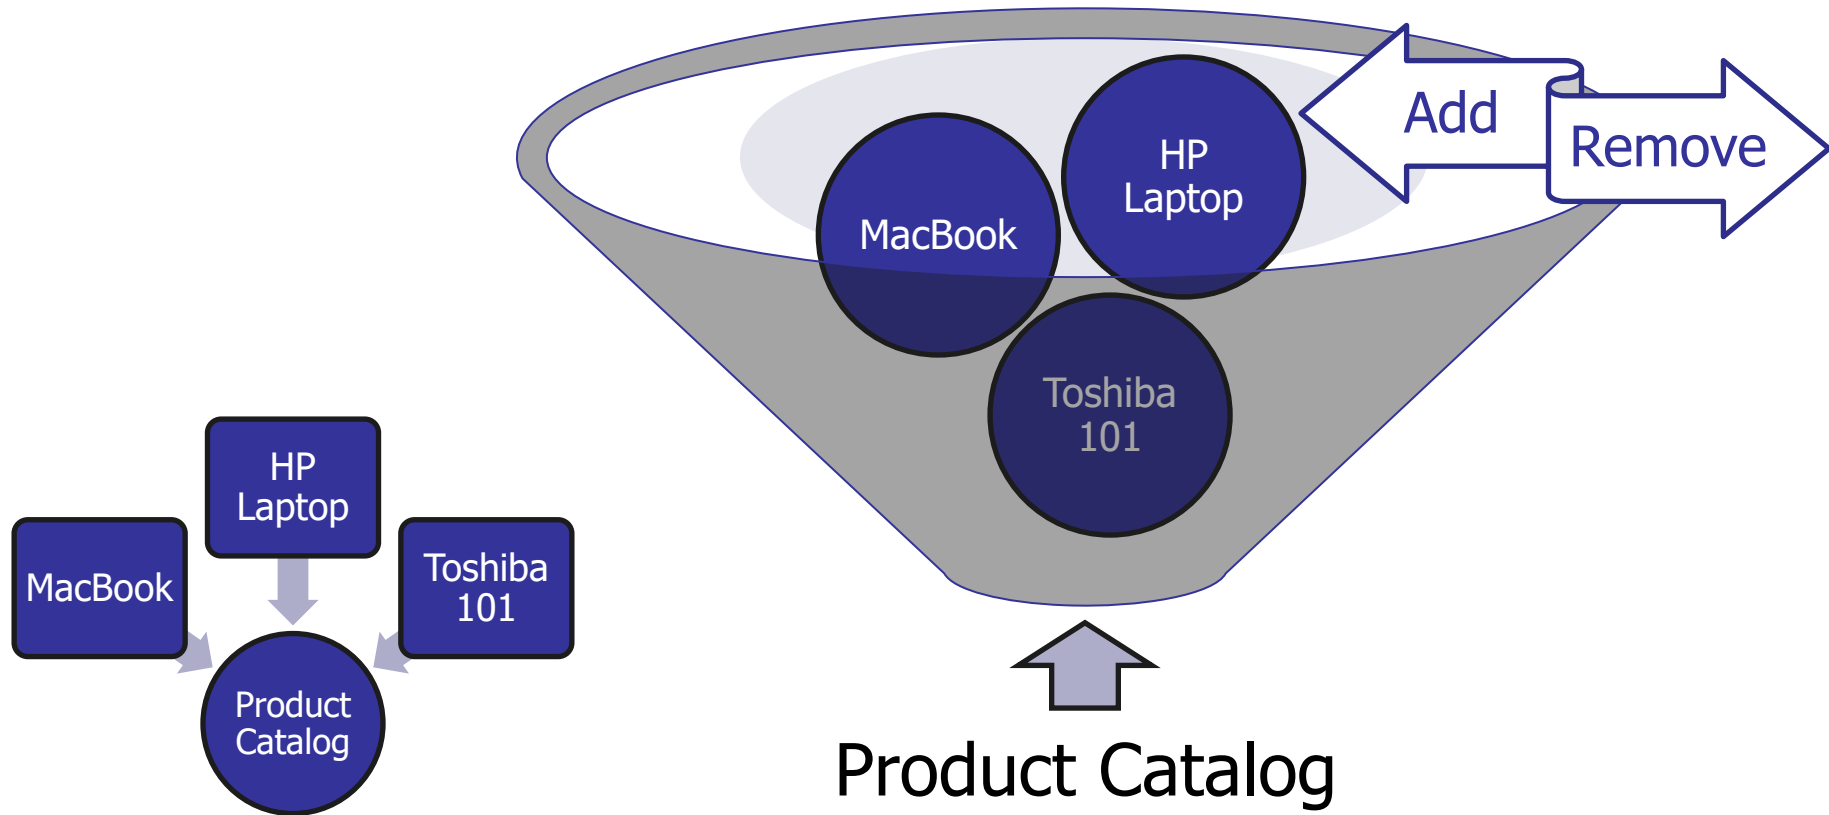 HP
Laptop
MacBook
Toshiba
101
Product
Catalog
MacBook
HP
Laptop
Toshiba
101
Add
Remove
Product Catalog